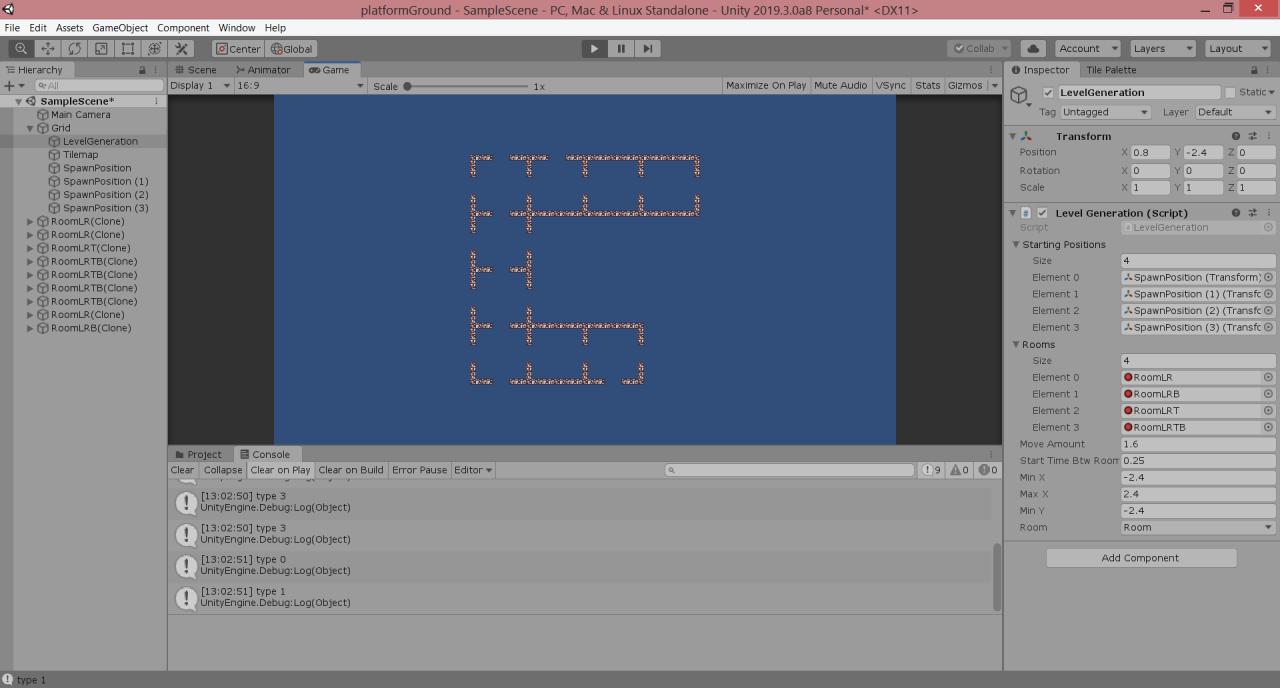 platformGround - SampleScene - PC, Mac & Linux Standalone - Unity 2019.3.0a8 Personal* <DX11>
File Edit Assets GameObject Component Window Help
Center Global Collab Account Layers Layout
Hierarchy
All
SampleScene*
Main Camera
Grid
LevelGeneration
Tilemap
SpawnPosition
SpawnPosition (1)
SpawnPosition (2)
SpawnPosition (3)
RoomLR(Clone)
RoomLR(Clone)
RoomLRT(Clone)
RoomLRTB(Clone)
RoomLRTB(Clone)
RoomLRTB(Clone)
RoomLRTB(Clone)
RoomLR(Clone)
RoomLRB(Clone)
Scene Animator Game
Display 1 16:9 Scale 1x Maximize On Play Mute Audio VSync Stats Gizmos
Project Console
Clear Collapse Clear on Play Clear on Build Error Pause Editor 9 0 0
[13:02:50] type 3
UnityEngine.Debug:Log(Object)
[13:02:50] type 3
UnityEngine.Debug:Log(Object)
[13:02:51] type 0
UnityEngine.Debug:Log(Object)
[13:02:51] type 1
UnityEngine.Debug:Log(Object)
Inspector Tile Palette
LevelGeneration Static
Tag Untagged Layer Default
Transform
Position X 0.8 Y -2.4 Z 0
Rotation X 0 Y 0 Z 0
Scale X 1 Y 1 Z 1
Level Generation (Script)
Script LevelGeneration
Starting Positions
Size 4
Element 0 SpawnPosition (Transform)
Element 1 SpawnPosition (1) (Transfc
Element 2 SpawnPosition (2) (Transfc
Element 3 SpawnPosition (3) (Transfc
Rooms
Size 4
Element 0 RoomLR
Element 1 RoomLRB
Element 2 RoomLRT
Element 3 RoomLRTB
Move Amount 1.6
Start Time Btw Room 0.25
Min X -2.4
Max X 2.4
Min Y -2.4
Room Room
Add Component
type 1